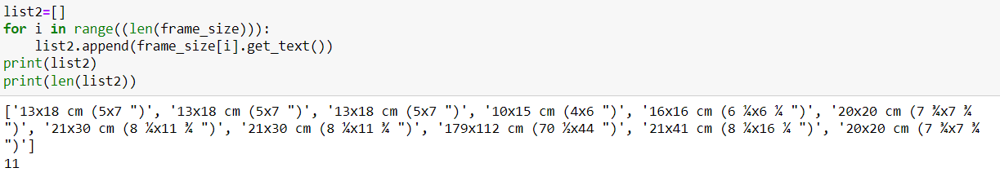 list2=[]
for i in range((len(frame_size))):
    list2.append(frame_size[i].get_text())
print(list2)
print(len(list2))
['13x18 cm (5x7 ")', '13x18 cm (5x7 ")', '13x18 cm (5x7 ")', '10x15 cm (4x6 ")', '16x16 cm (6 ¼x6 ¼ ")', '20x20 cm (7 ¾x7 ¾
")', '21x30 cm (8 ¼x11 ¾ ")', '21x30 cm (8 ¼x11 ¾ ")', '179x112 cm (70 ½x44 ")', '21x41 cm (8 ¼x16 ¼ ")', '20x20 cm (7 ¾x7 ¾
")']
11